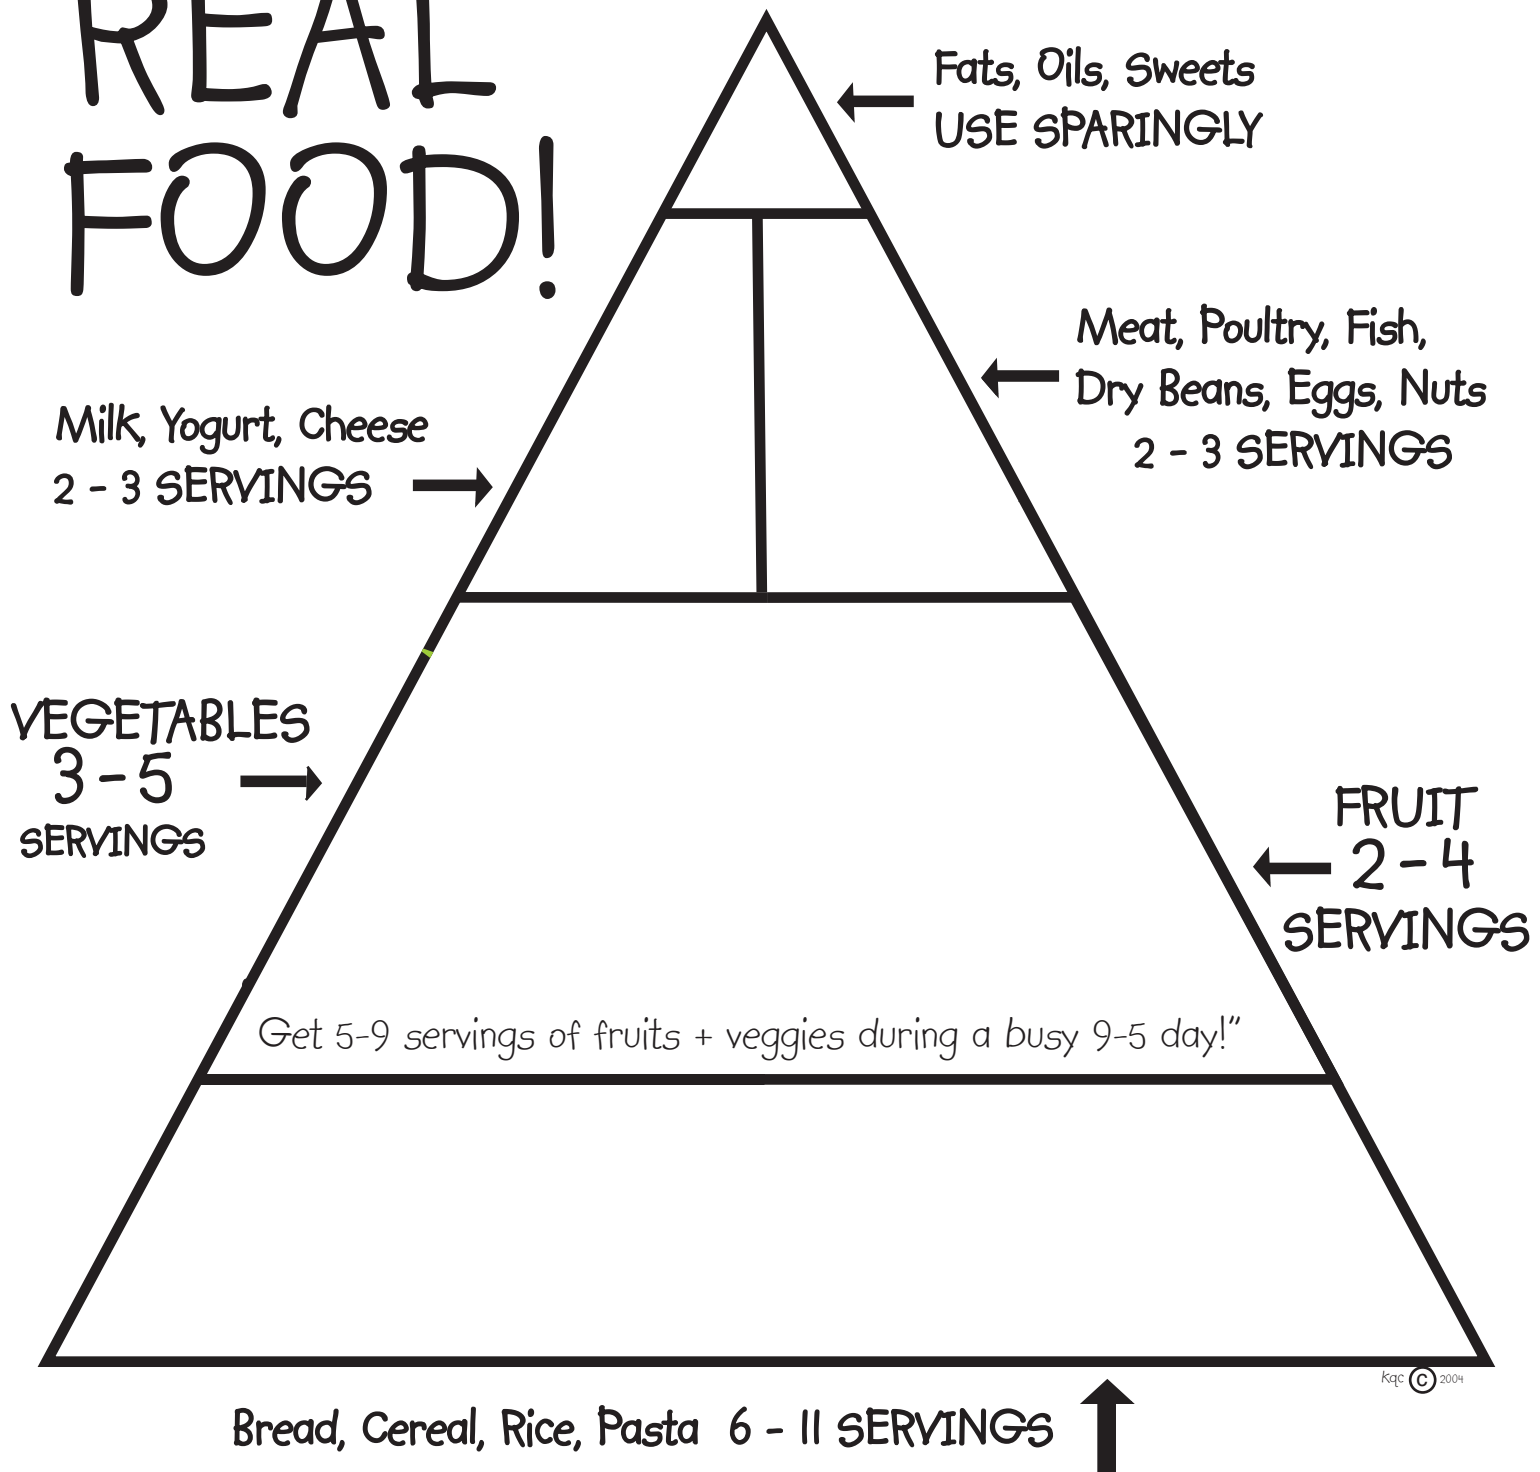 REAL
FOOD!
Fats, Oils, Sweets
USE SPARINGLY
Meat, Poultry, Fish,
Dry Beans, Eggs, Nuts
2 - 3 SERVINGS
Milk, Yogurt, Cheese
2 - 3 SERVINGS
VEGETABLES
3 - 5
SERVINGS
FRUIT
2 - 4
SERVINGS
Get 5-9 servings of fruits + veggies during a busy 9-5 day!”
kqc © 2004
Bread, Cereal, Rice, Pasta 6 - 11 SERVINGS